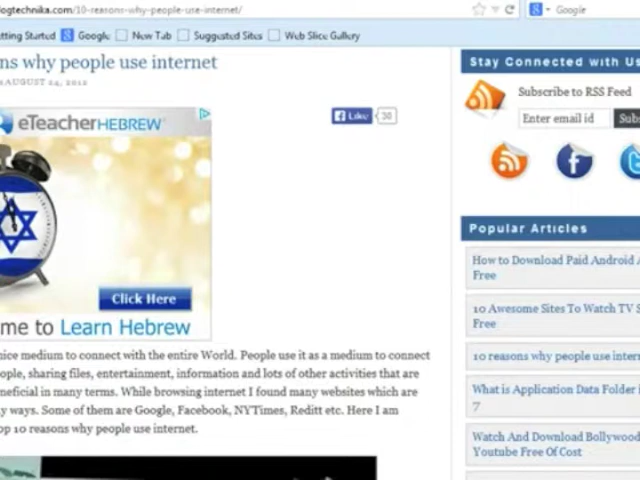 logtechnika.com/10-reasons-why-people-use-internet/
Google
tting Started Google New Tab Suggested Sites Web Slice Gallery
ns why people use internet
AUGUST 24, 2012
eTeacherHEBREW
Like 30
Click Here
me to Learn Hebrew
nice medium to connect with the entire World. People use it as a medium to connect
ople, sharing files, entertainment, information and lots of other activities that are
neficial in many terms. While browsing internet I found many websites which are
y ways. Some of them are Google, Facebook, NYTimes, Reditt etc. Here I am
op 10 reasons why people use internet.
Stay Connected with Us
Subscribe to RSS Feed
Enter email id Subs
Popular Articles
How to Download Paid Android A
Free
10 Awesome Sites To Watch TV S
Free
10 reasons why people use intern
What is Application Data Folder i
7
Watch And Download Bollywood
Youtube Free Of Cost